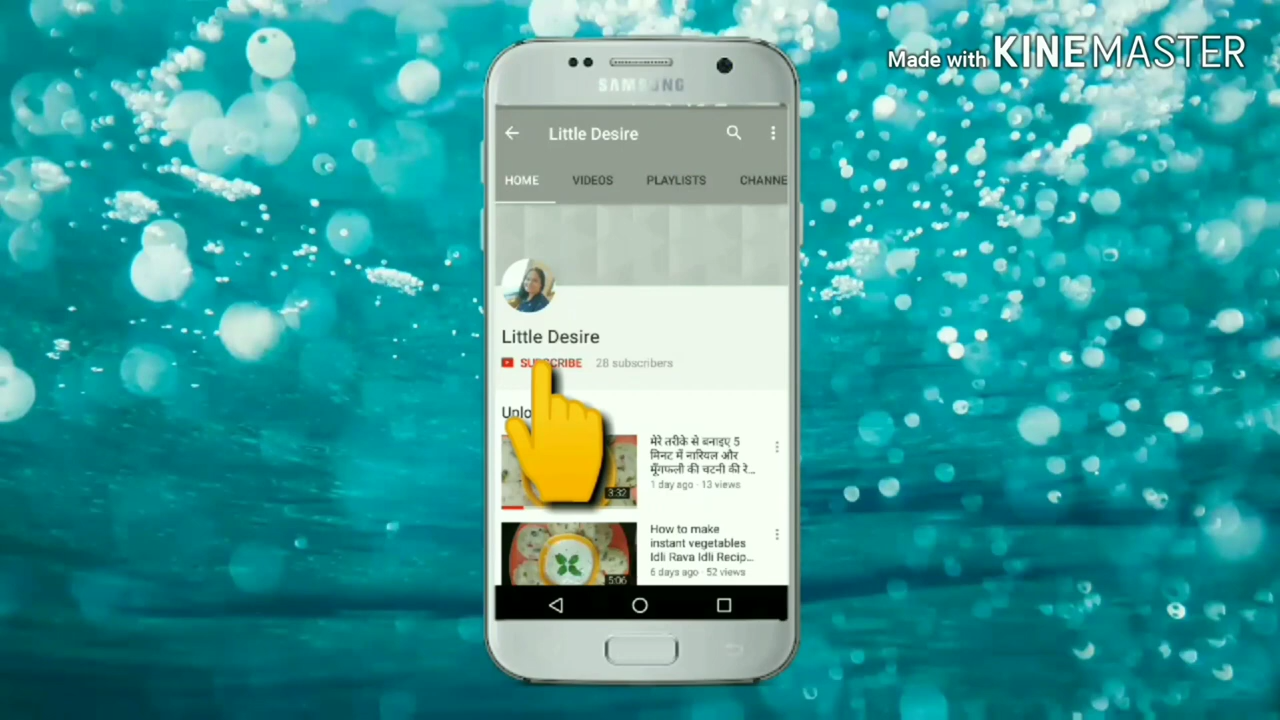 Made with KINEMASTER
SAMSUNG
Little Desire
HOME VIDEOS PLAYLISTS CHANNE
Little Desire
SUBSCRIBE 28 subscribers
Uplo
मेरे तरीके से बनाइए 5
मिनट में नारियल और
मूँगफली की चटनी की रे...
1 day ago · 13 views
3:32
How to make
instant vegetables
Idli Rava Idli Recip...
6 days ago · 52 views
5:06